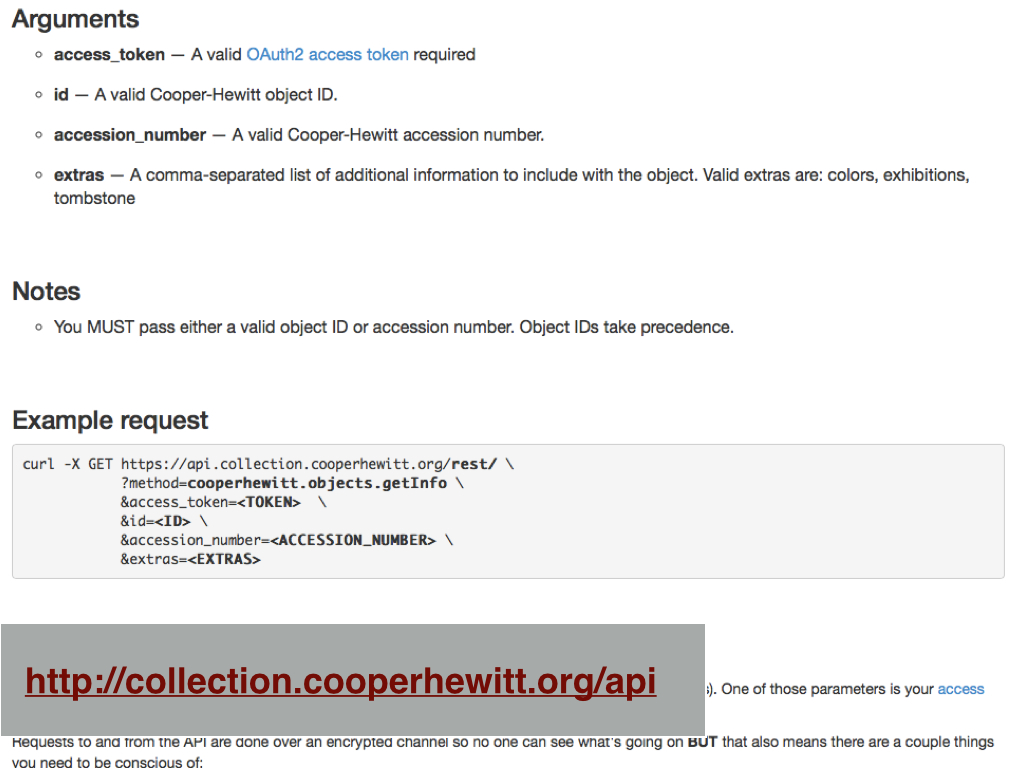 Arguments
access_token — A valid OAuth2 access token required
id — A valid Cooper-Hewitt object ID.
accession_number — A valid Cooper-Hewitt accession number.
extras — A comma-separated list of additional information to include with the object. Valid extras are: colors, exhibitions,
tombstone
Notes
You MUST pass either a valid object ID or accession number. Object IDs take precedence.
Example request
curl -X GET https://api.collection.cooperhewitt.org/rest/ \
?method=cooperhewitt.objects.getInfo \
&access_token=<TOKEN> \
&id=<ID> \
&accession_number=<ACCESSION_NUMBER> \
&extras=<EXTRAS>
http://collection.cooperhewitt.org/api
). One of those parameters is your access
Requests to and from the API are done over an encrypted channel so no one can see what's going on BUT that also means there are a couple things
you need to be conscious of: